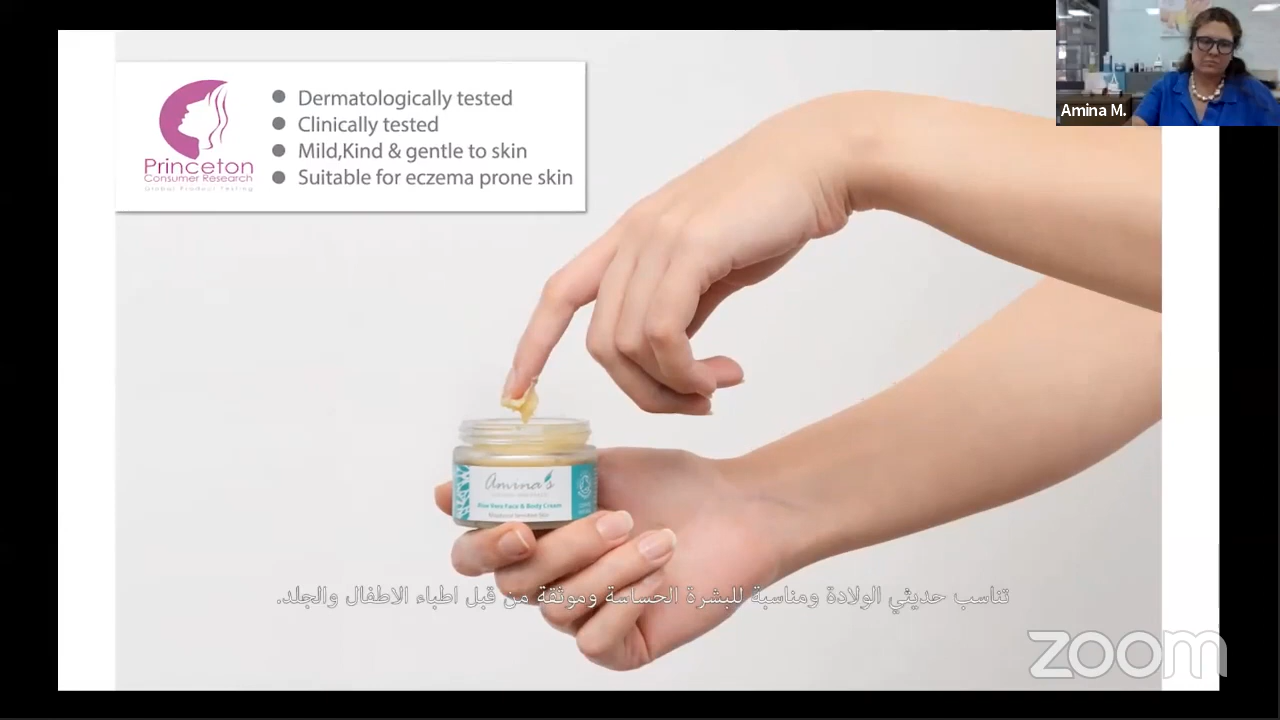 Amina M.
Princeton
Consumer Research
Global Product Testing
Dermatologically tested
Clinically tested
Mild,Kind & gentle to skin
Suitable for eczema prone skin
amina's
Aloe Vera Face & Body Cream
تناسب حديثي الولادة ومناسبة للبشرة الحساسة وموثقة من قبل اطباء الاطفال والجلد.
zoom